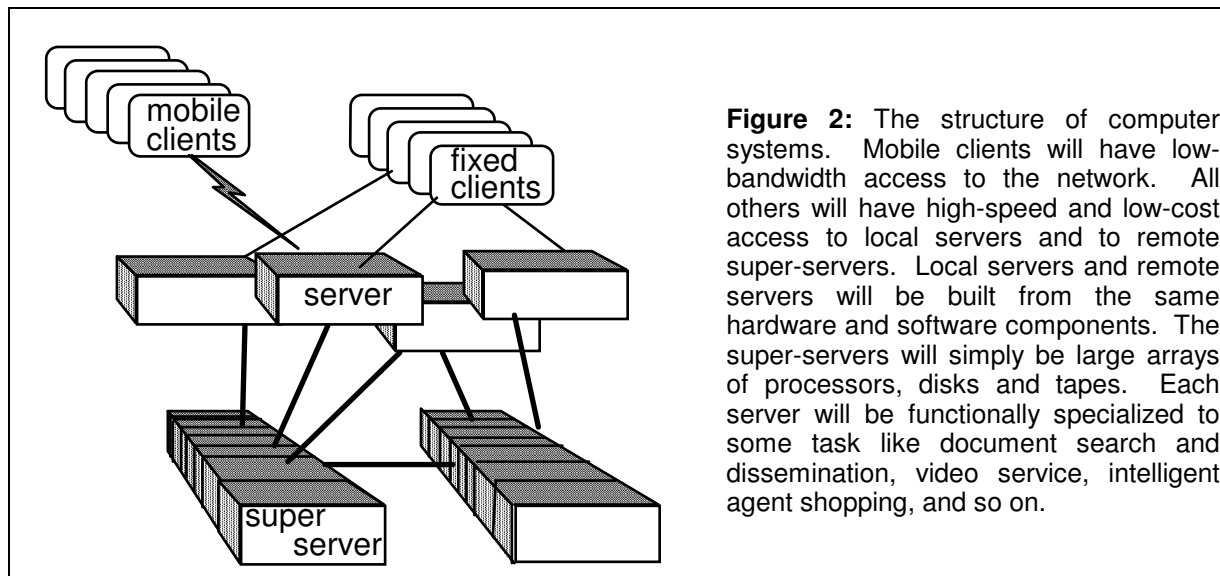 mobile
clients
fixed
clients
server
super
server
Figure 2: The structure of computer
systems. Mobile clients will have low-
bandwidth access to the network. All
others will have high-speed and low-cost
access to local servers and to remote
super-servers. Local servers and remote
servers will be built from the same
hardware and software components. The
super-servers will simply be large arrays
of processors, disks and tapes. Each
server will be functionally specialized to
some task like document search and
dissemination, video service, intelligent
agent shopping, and so on.